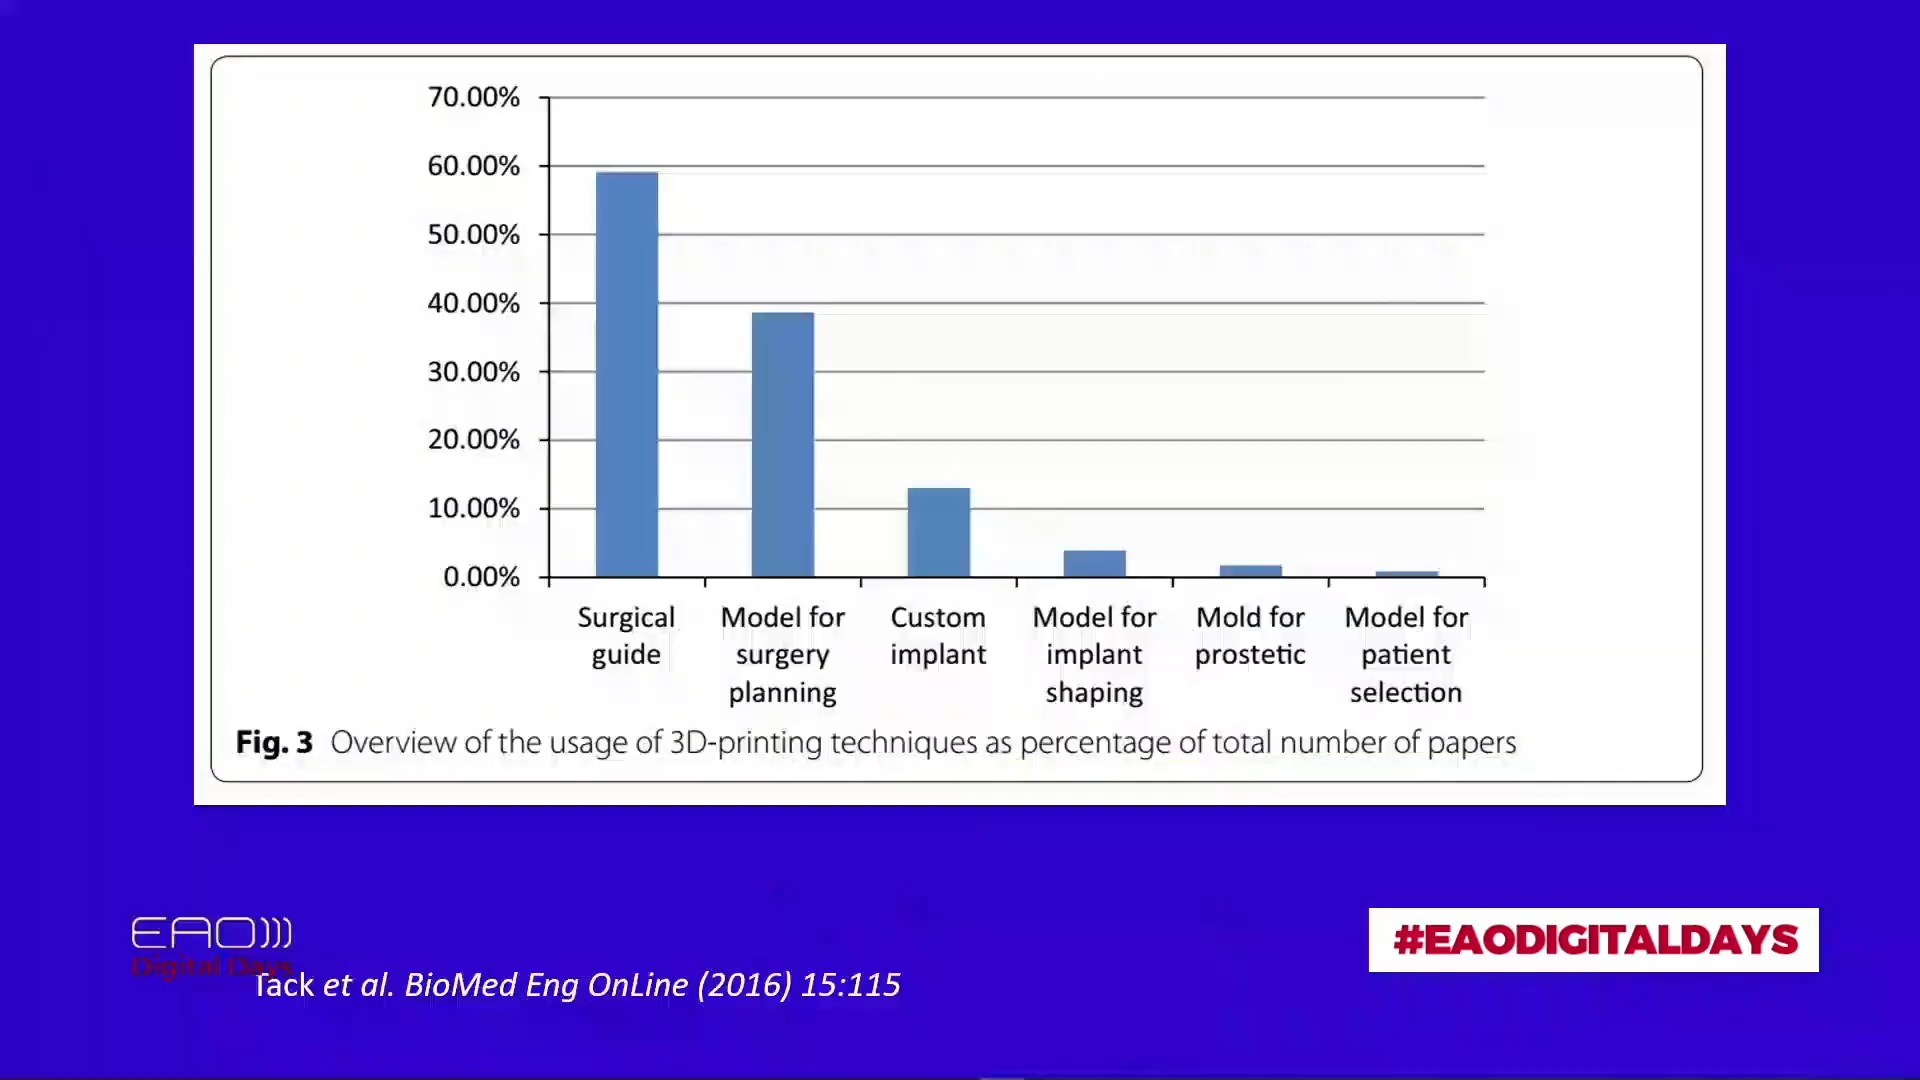 70.00%
60.00%
50.00%
40.00%
30.00%
20.00%
10.00%
0.00%
Surgical guide
Model for surgery planning
Custom implant
Model for implant shaping
Mold for prostetic
Model for patient selection
Fig. 3 Overview of the usage of 3D-printing techniques as percentage of total number of papers
EAO
Digital Days
Tack et al. BioMed Eng OnLine (2016) 15:115
#EAODIGITALDAYS